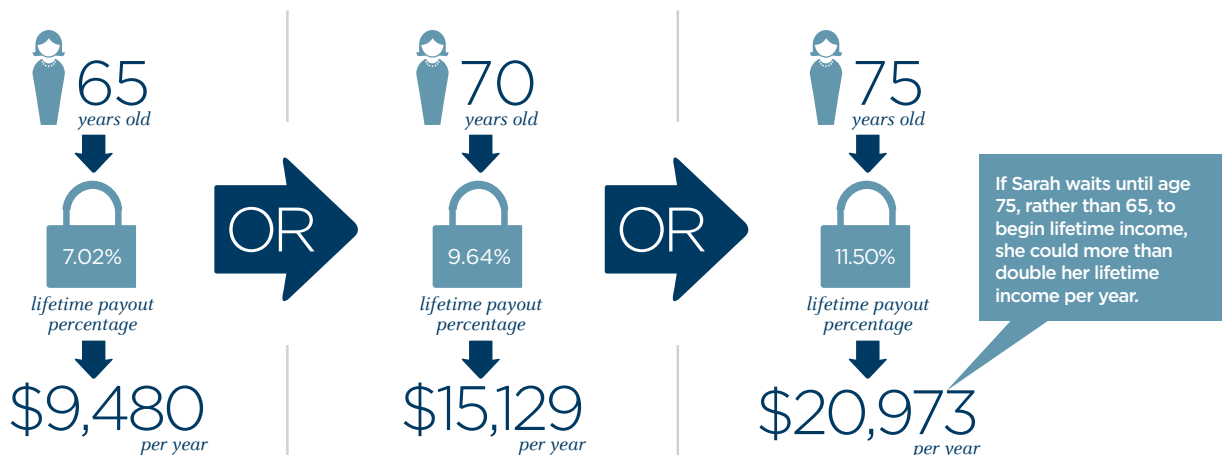 65
years old
7.02%
lifetime payout
percentage
$9,480
per year
OR
70
years old
9.64%
lifetime payout
percentage
$15,129
per year
OR
75
years old
11.50%
lifetime payout
percentage
$20,973
per year
If Sarah waits until age
75, rather than 65, to
begin lifetime income,
she could more than
double her lifetime
income per year.